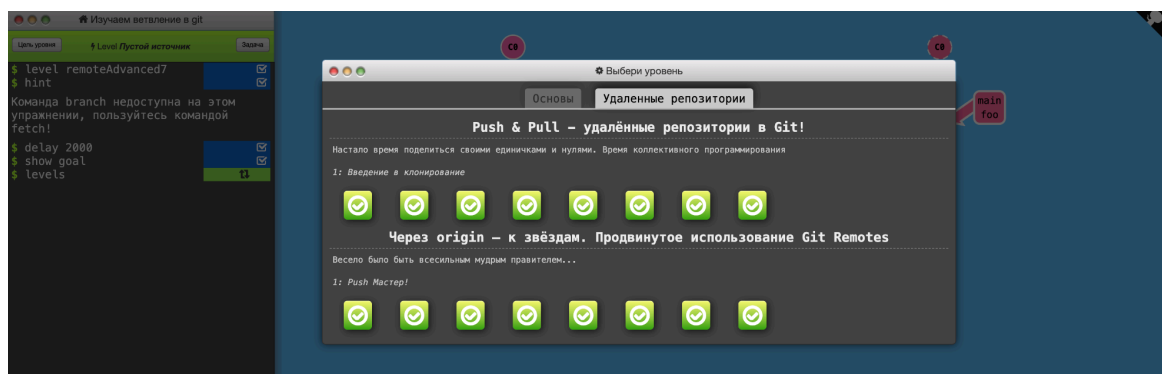 Изучаем ветвление в git
Цель уровня
Level Пустой источник
Задача
$ level remoteAdvanced7
$ hint
Команда branch недоступна на этом
упражнении, пользуйтесь командой
fetch!
$ delay 2000
$ show goal
$ levels
C0
C0
main
foo
Выбери уровень
Основы
Удаленные репозитории
Push & Pull – удалённые репозитории в Git!
Настало время поделиться своими единичками и нулями. Время коллективного программирования
1: Введение в клонирование
Через origin – к звёздам. Продвинутое использование Git Remotes
Весело было быть всесильным мудрым правителем...
1: Push Мастер!